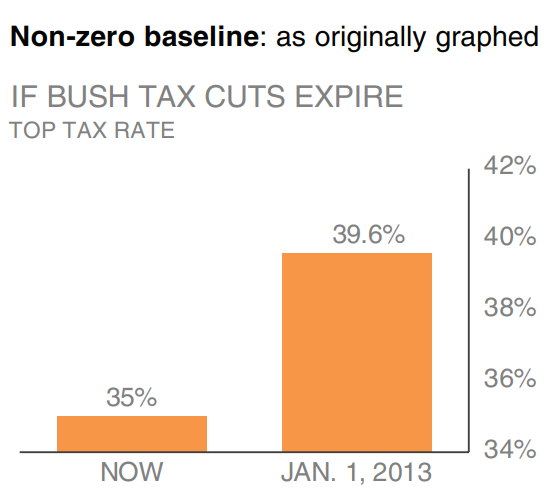 Non-zero baseline: as originally graphed
IF BUSH TAX CUTS EXPIRE
TOP TAX RATE
42%
40%
38%
36%
34%
39.6%
35%
NOW
JAN. 1, 2013